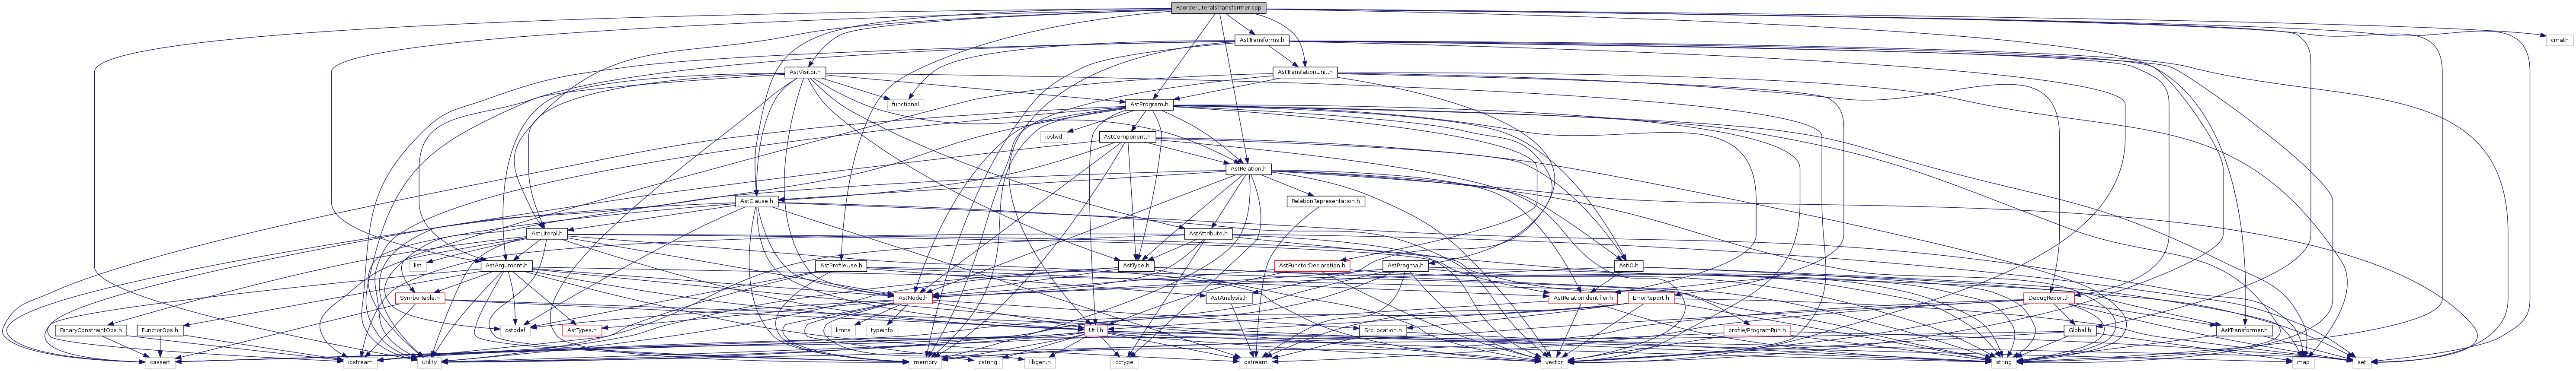 ReorderLiteralsTransformer.cpp
AstTransforms.h
cmath
AstVisitor.h
AstTranslationUnit.h
functional
AstProgram.h
iosfwd
AstComponent.h
AstRelation.h
AstClause.h
RelationRepresentation.h
AstLiteral.h
AstAttribute.h
list
AstArgument.h
AstProfileUse.h
AstType.h
AstFunctorDeclaration.h
AstPragma.h
AstIO.h
SymbolTable.h
AstNode.h
AstAnalysis.h
AstRelationIdentifier.h
ErrorReport.h
DebugReport.h
BinaryConstraintOps.h
FunctorOps.h
cstddef
AstTypes.h
limits
typeinfo
Util.h
SrcLocation.h
profile/ProgramRun.h
Global.h
AstTransformer.h
cassert
iostream
utility
memory
cstring
libgen.h
cctype
ostream
vector
string
map
set